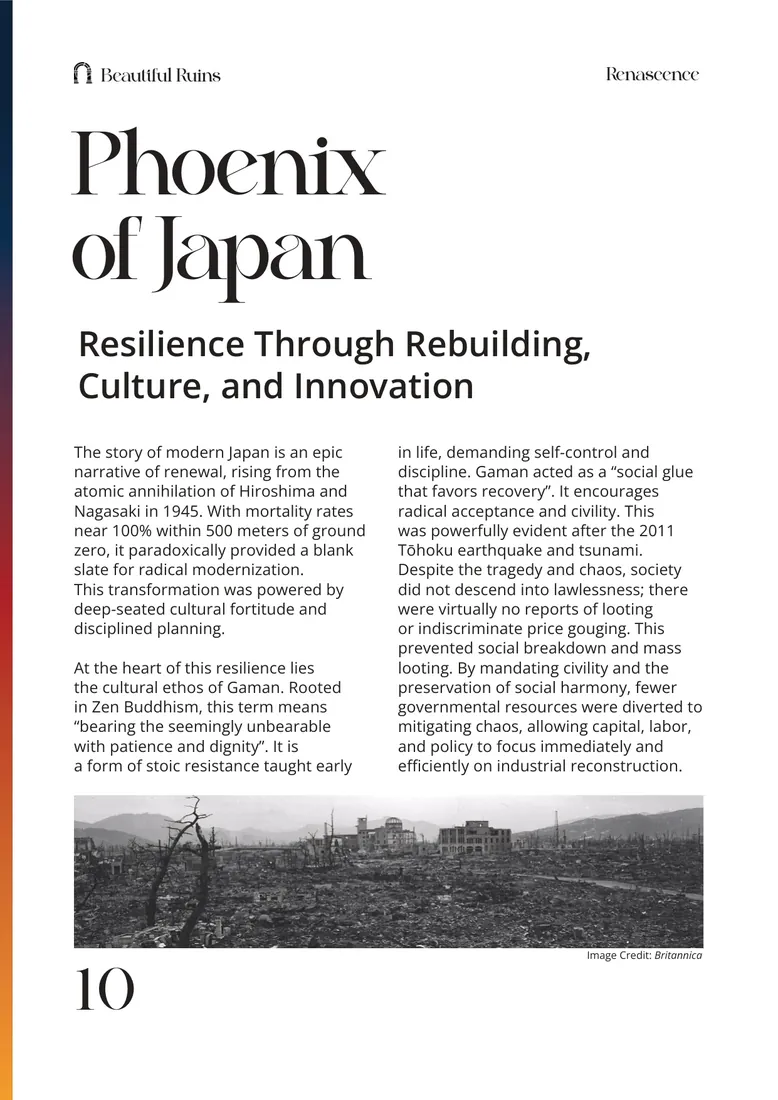 Beautiful Ruins
Renascence
Phoenix
of Japan
Resilience Through Rebuilding,
Culture, and Innovation
The story of modern Japan is an epic
narrative of renewal, rising from the
atomic annihilation of Hiroshima and
Nagasaki in 1945. With mortality rates
near 100% within 500 meters of ground
zero, it paradoxically provided a blank
slate for radical modernization.
This transformation was powered by
deep-seated cultural fortitude and
disciplined planning.
At the heart of this resilience lies
the cultural ethos of Gaman. Rooted
in Zen Buddhism, this term means
“bearing the seemingly unbearable
with patience and dignity”. It is
a form of stoic resistance taught early
in life, demanding self-control and
discipline. Gaman acted as a “social glue
that favors recovery”. It encourages
radical acceptance and civility. This
was powerfully evident after the 2011
Tōhoku earthquake and tsunami.
Despite the tragedy and chaos, society
did not descend into lawlessness; there
were virtually no reports of looting
or indiscriminate price gouging. This
prevented social breakdown and mass
looting. By mandating civility and the
preservation of social harmony, fewer
governmental resources were diverted to
mitigating chaos, allowing capital, labor,
and policy to focus immediately and
efficiently on industrial reconstruction.
Image Credit: Britannica
10